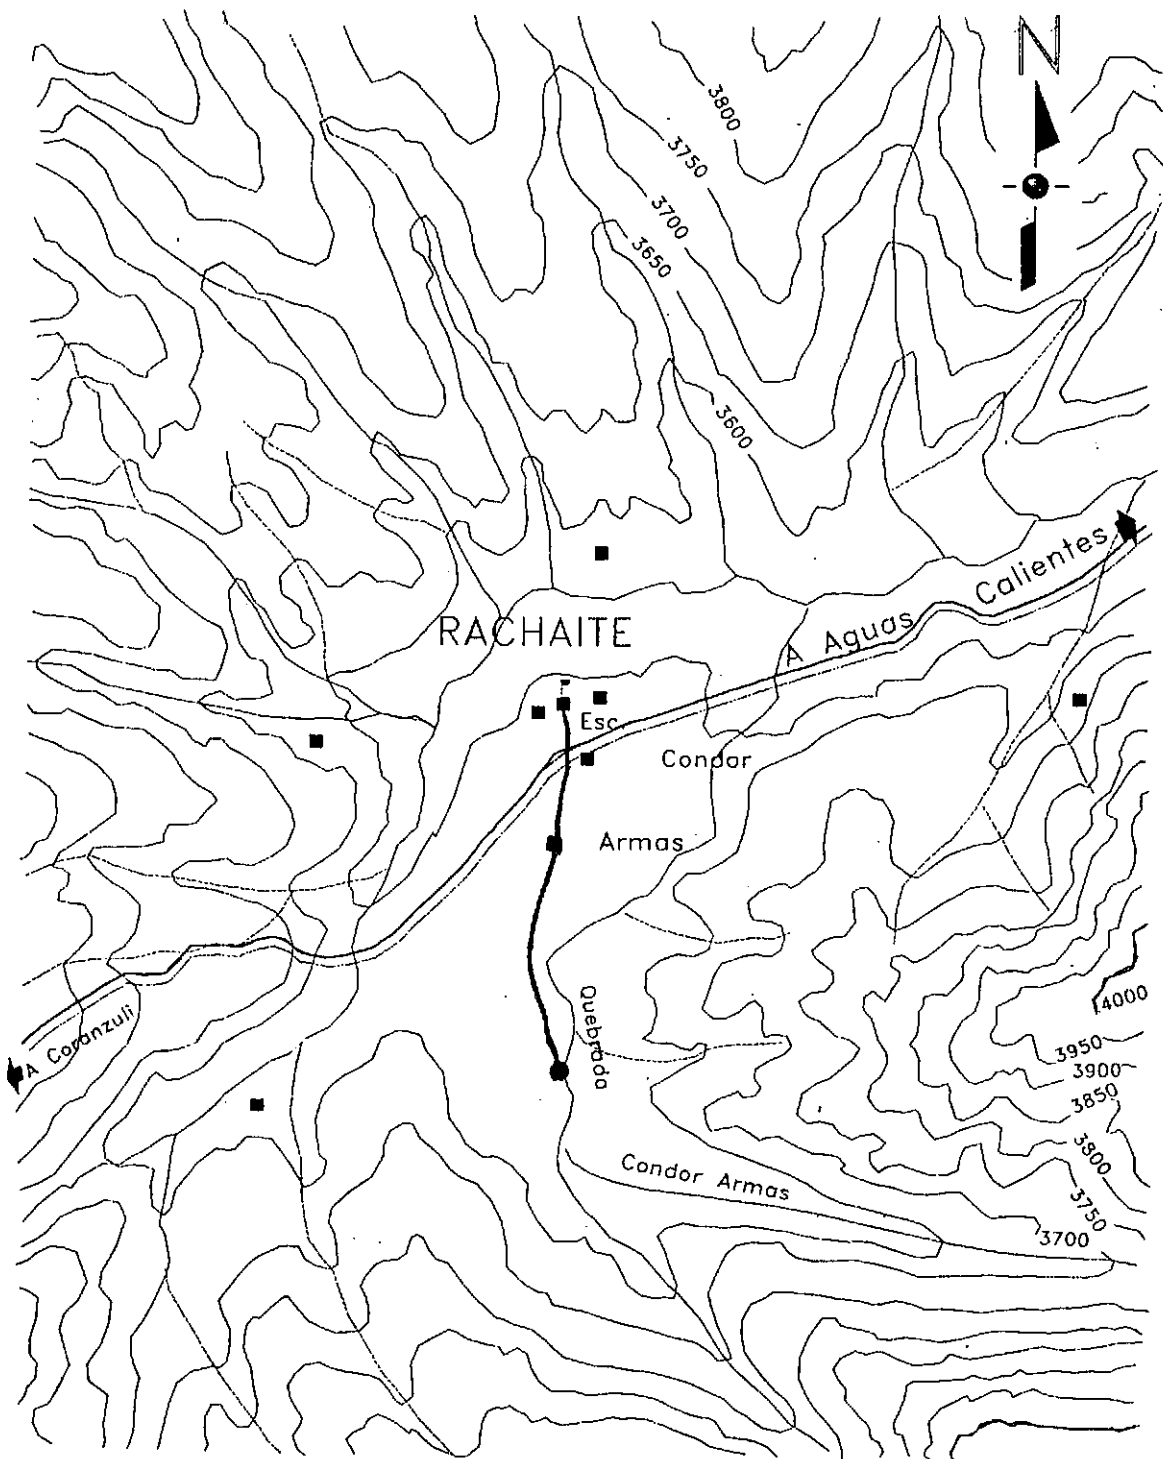 N
3800
3750
3700
3650
3600
A Aguas Calientes
RACHAITE
Esc.
Condor
Armas
Quebrada
A Coranzuli
4000
3950
3900
3850
3800
3750
3700
Condor Armas